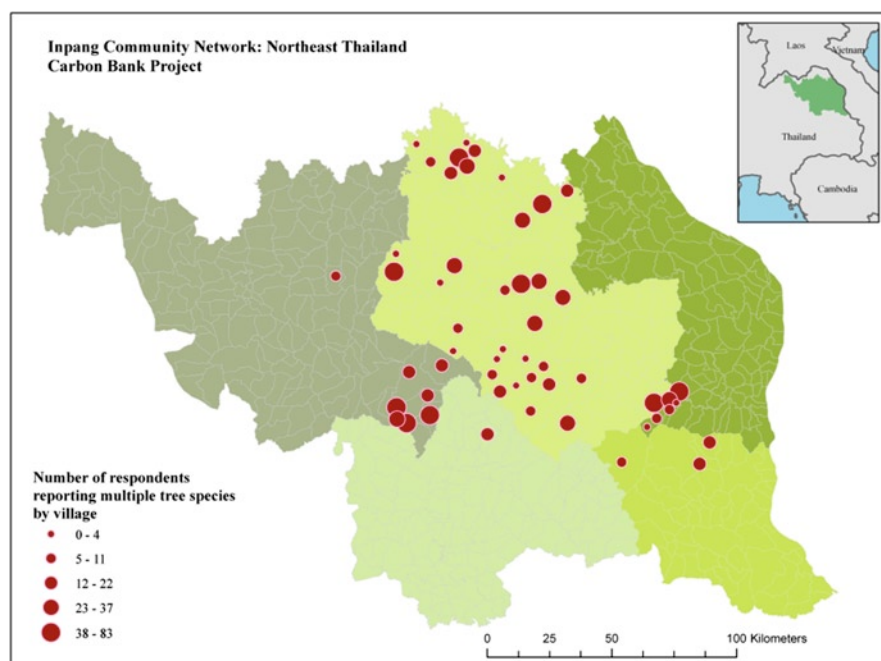 Inpang Community Network: Northeast Thailand
Carbon Bank Project
Laos
Vietnam
Thailand
Cambodia
Number of respondents
reporting multiple tree species
by village
0 - 4
5 - 11
12 - 22
23 - 37
38 - 83
0 25 50 100 Kilometers